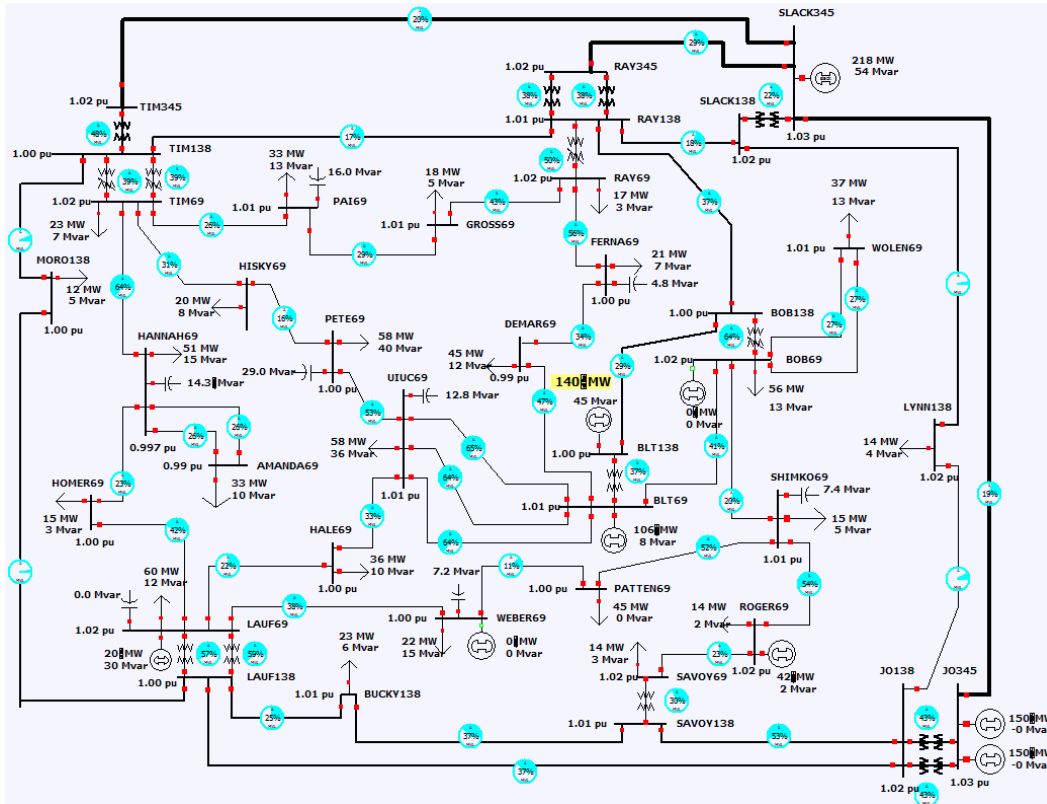 20%
SLACK345
29%
218 MW
54 Mvar
1.02 pu
RAY345
38%
38%
22%
SLACK138
1.02 pu
TIM345
48%
1.01 pu
RAY138
1.03 pu
17%
18%
1.02 pu
1.00 pu
TIM138
33 MW
13 Mvar
16.0 Mvar
50%
39%
39%
18 MW
5 Mvar
1.02 pu
RAY69
37 MW
13 Mvar
1.02 pu
TIM69
43%
17 MW
3 Mvar
37%
23 MW
7 Mvar
26%
1.01 pu
PAI69
1.01 pu
GROSS69
56%
29%
FERNA69
1.01 pu
WOLEN69
31%
MORO138
12 MW
5 Mvar
1.00 pu
64%
HISKY69
20 MW
8 Mvar
21 MW
7 Mvar
4.8 Mvar
1.00 pu
27%
27%
16%
PETE69
DEMAR69
34%
1.00 pu
BOB138
64%
HANNAH69
51 MW
15 Mvar
58 MW
40 Mvar
45 MW
12 Mvar
0.99 pu
1.02 pu
BOB69
29%
14.3 Mvar
29.0 Mvar
1.00 pu
UIUC69
12.8 Mvar
140 MW
45 Mvar
47%
0 MW
0 Mvar
56 MW
13 Mvar
LYNN138
26%
26%
0.997 pu
53%
58 MW
36 Mvar
65%
64%
1.00 pu
BLT138
41%
14 MW
4 Mvar
1.02 pu
0.99 pu
AMANDA69
37%
HOMER69
23%
33 MW
10 Mvar
1.01 pu
1.01 pu
BLT69
20%
SHIMKO69
7.4 Mvar
19%
15 MW
3 Mvar
1.00 pu
42%
HALE69
33%
64%
106 MW
8 Mvar
15 MW
5 Mvar
1.01 pu
52%
60 MW
12 Mvar
22%
36 MW
10 Mvar
1.00 pu
7.2 Mvar
11%
1.00 pu
PATTEN69
54%
0.0 Mvar
38%
45 MW
0 Mvar
14 MW
2 Mvar
ROGER69
1.02 pu
LAUF69
1.00 pu
WEBER69
20 MW
30 Mvar
57%
59%
23 MW
6 Mvar
22 MW
15 Mvar
0 MW
0 Mvar
14 MW
3 Mvar
23%
1.02 pu
42 MW
2 Mvar
1.00 pu
LAUF138
1.02 pu
SAVOY69
JO138
JO345
1.01 pu
BUCKY138
30%
25%
1.01 pu
SAVOY138
43%
150 MW
-0 Mvar
37%
53%
37%
150 MW
-0 Mvar
1.02 pu
1.03 pu
43%